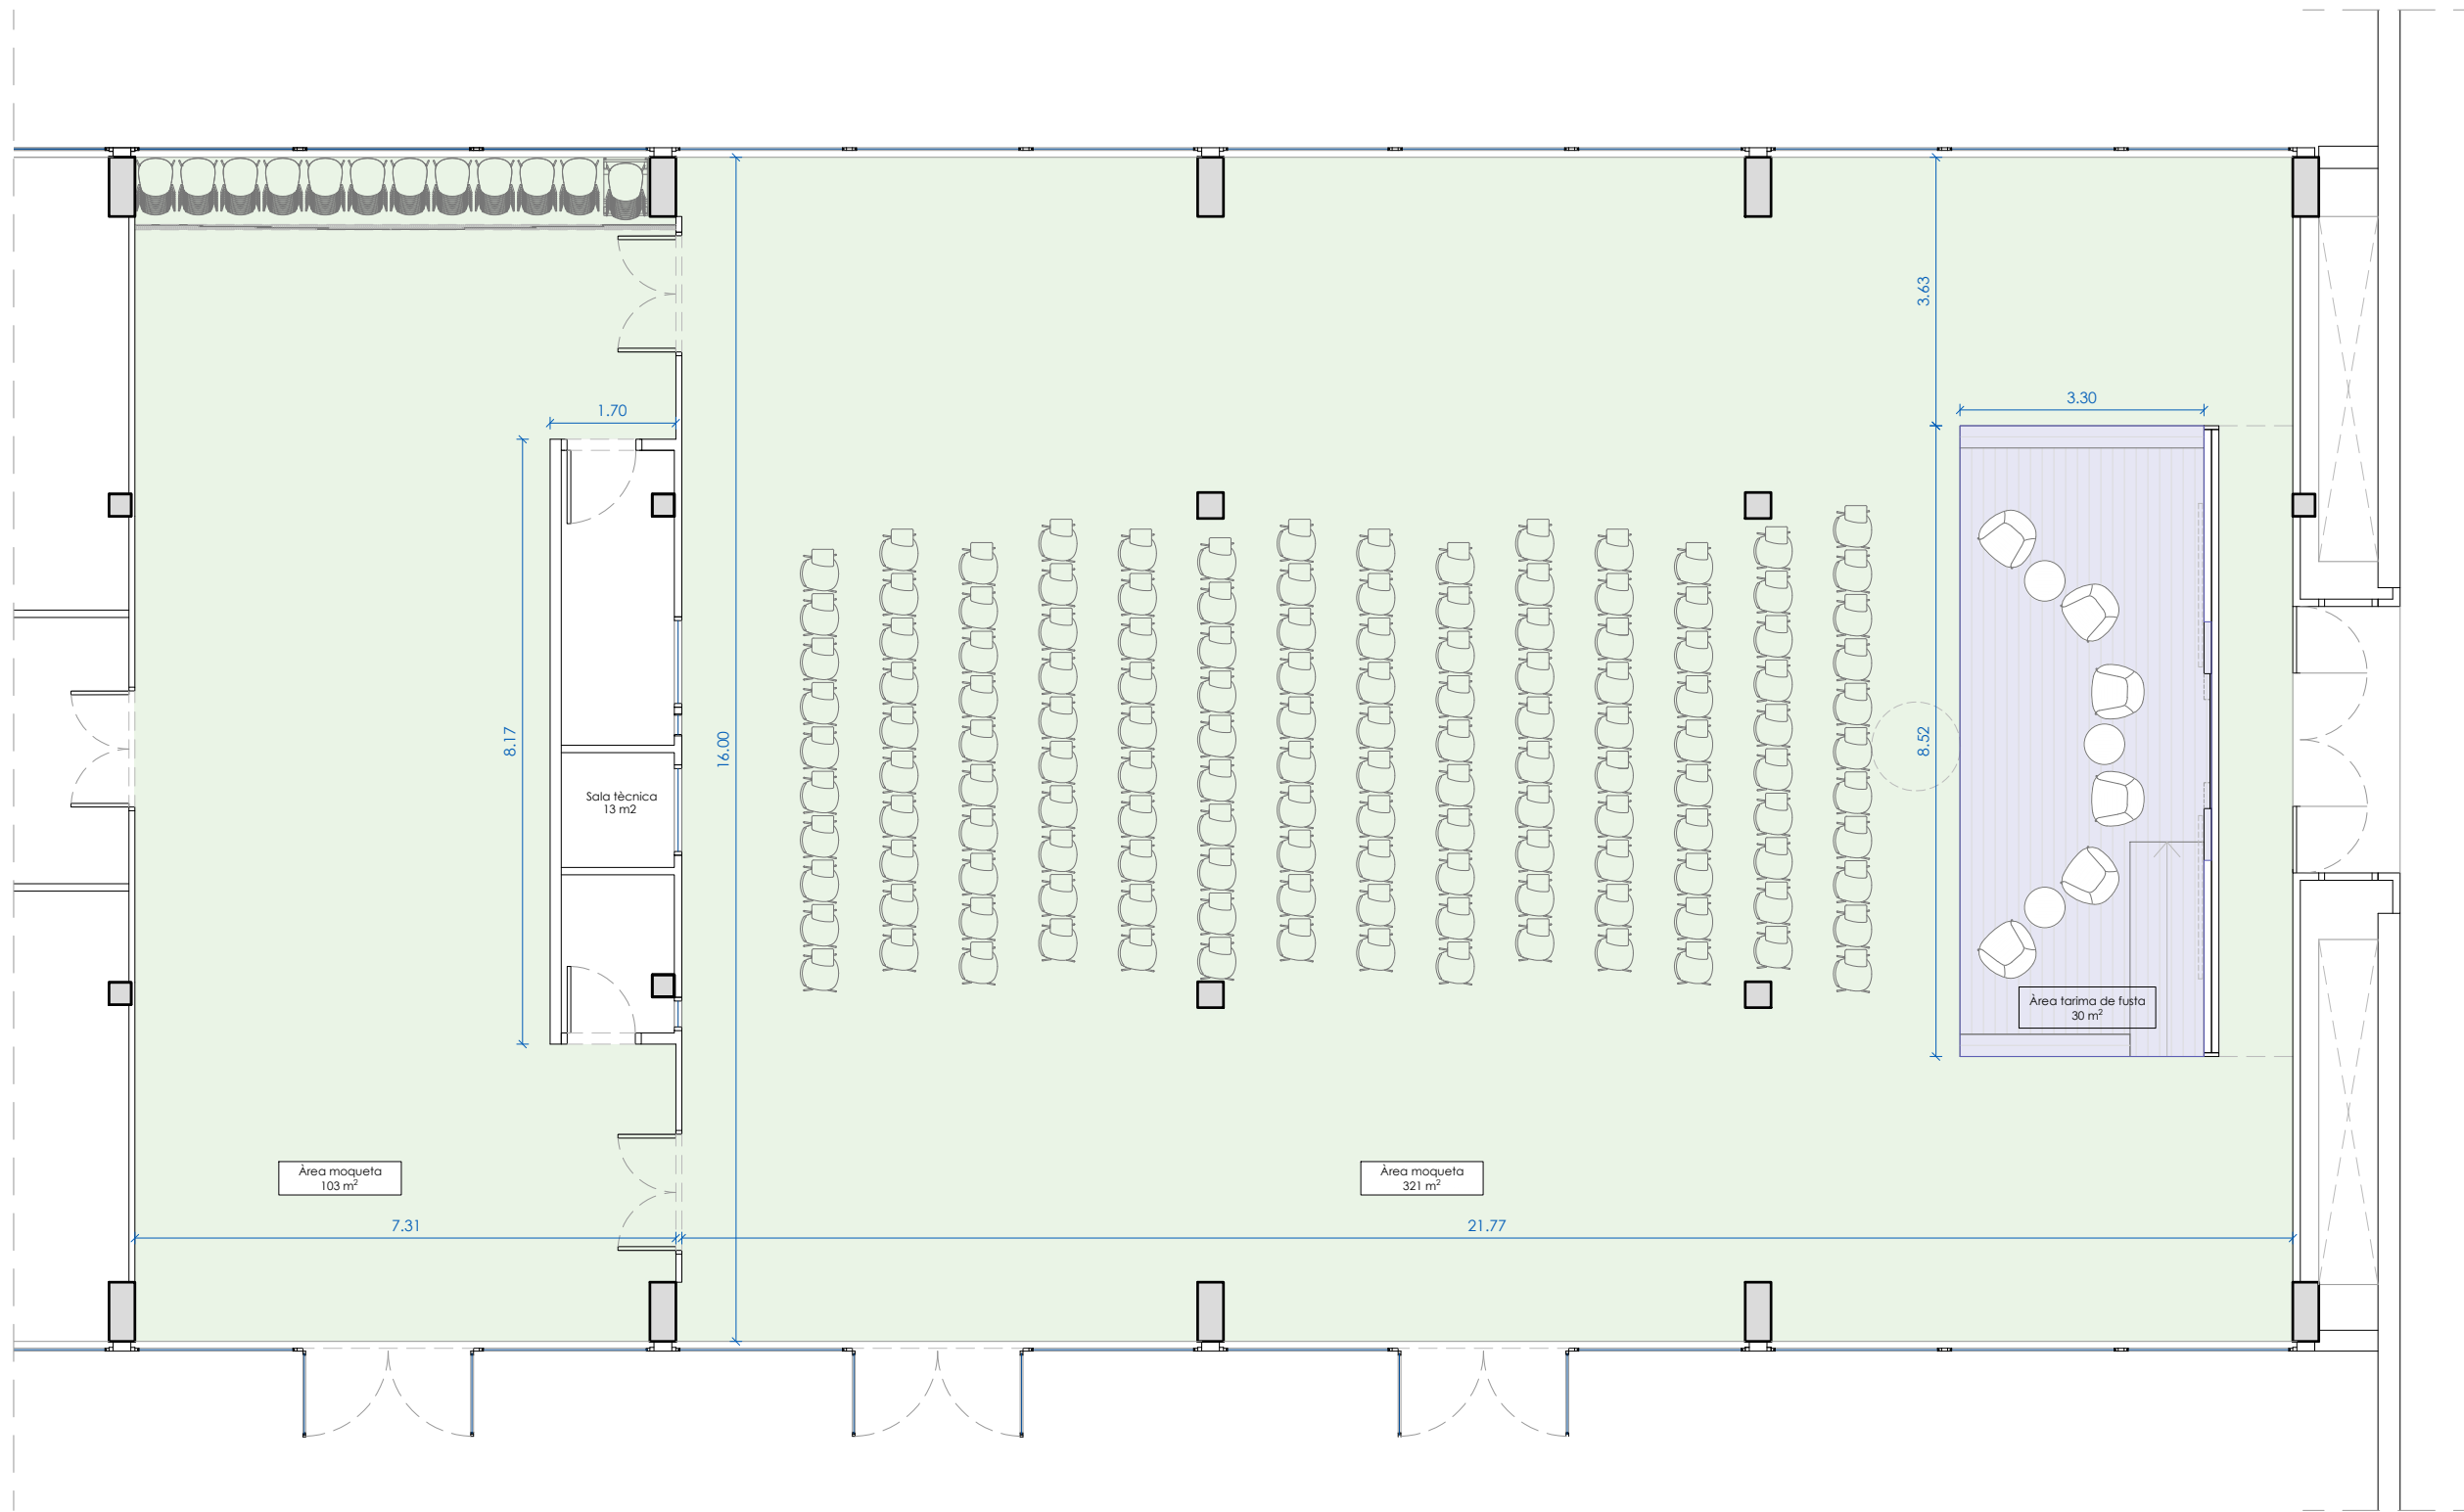 3.63
3.30
1.70
8.17
16.00
8.52
Sala tècnica
13 m2
Àrea tarima de fusta
30 m²
Àrea moqueta
103 m²
Àrea moqueta
321 m²
7.31
21.77